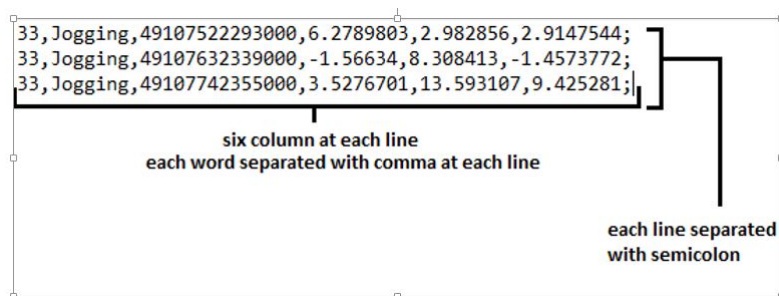 33,Jogging,49107522293000,6.2789803,2.982856,2.9147544;
33,Jogging,49107632339000,-1.56634,8.308413,-1.4573772;
33,Jogging,49107742355000,3.5276701,13.593107,9.425281;
six column at each line
each word separated with comma at each line
each line separated
with semicolon